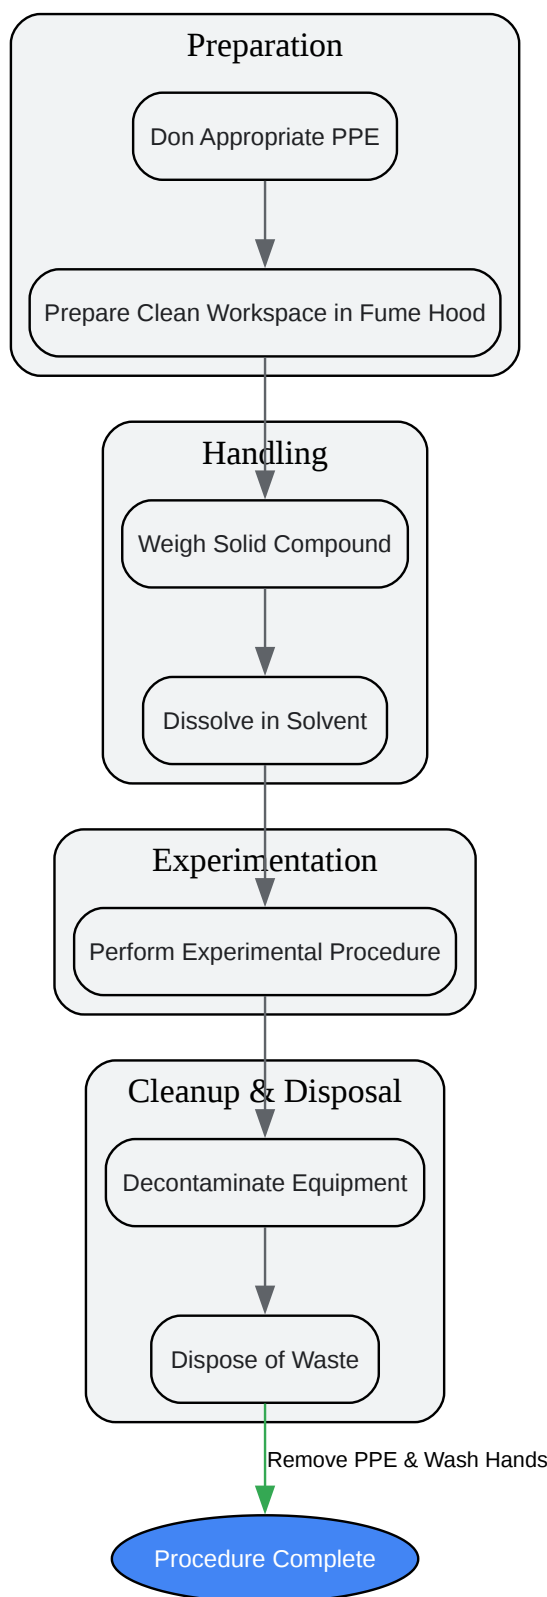 Preparation
Don Appropriate PPE
Prepare Clean Workspace in Fume Hood
Handling
Weigh Solid Compound
Dissolve in Solvent
Experimentation
Perform Experimental Procedure
Cleanup & Disposal
Decontaminate Equipment
Dispose of Waste
Remove PPE & Wash Hands
Procedure Complete